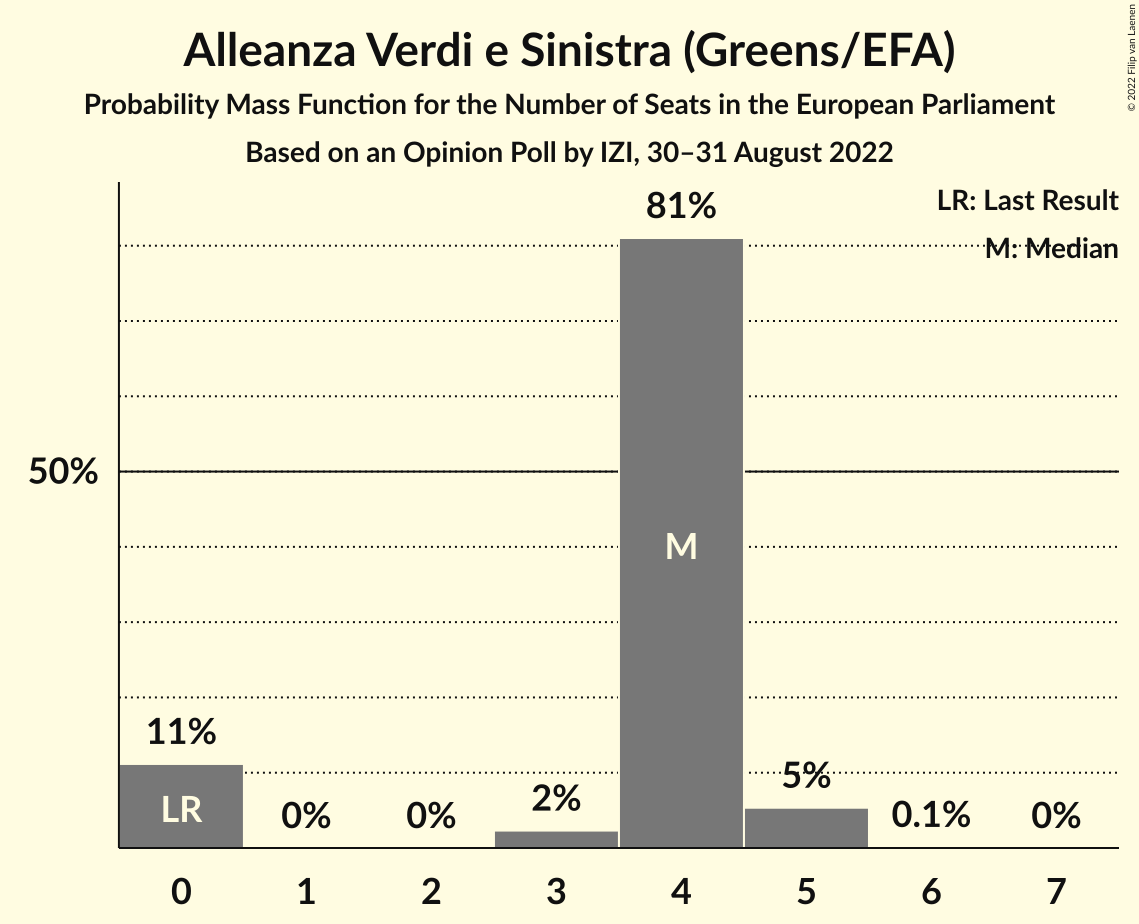 Alleanza Verdi e Sinistra (Greens/EFA)
Probability Mass Function for the Number of Seats in the European Parliament
Based on an Opinion Poll by IZI, 30–31 August 2022
© 2022 Filip van Laenen
LR: Last Result
M: Median
81%
50%
M
11%
LR
0%
0%
2%
5%
0.1%
0%
0 1 2 3 4 5 6 7